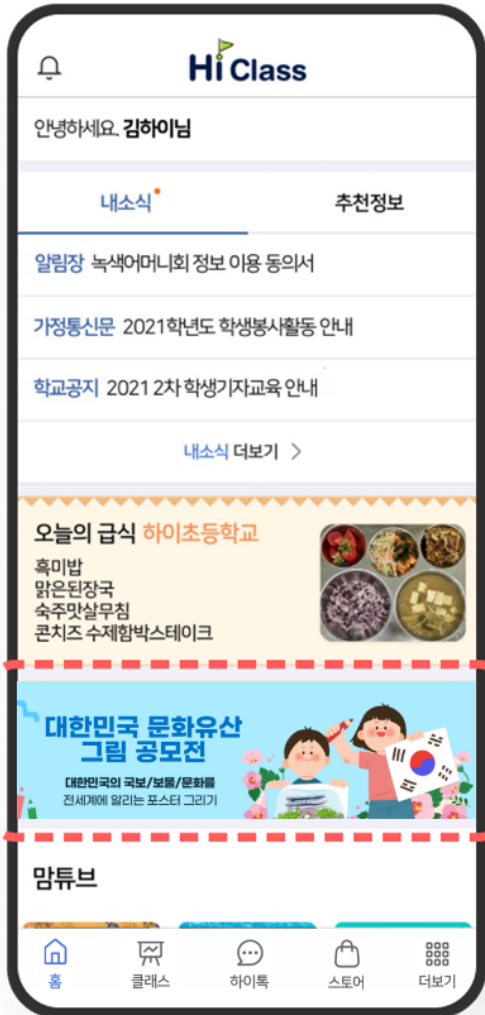 Hi Class
안녕하세요. 김하이님
내소식 추천정보
알림장 녹색어머니회 정보 이용 동의서
가정통신문 2021학년도 학생봉사활동 안내
학교공지 2021 2차 학생기자교육 안내
내소식 더보기 >
오늘의 급식 하이초등학교
흑미밥
맑은된장국
숙주맛살무침
콘치즈 수제함박스테이크
대한민국 문화유산
그림 공모전
대한민국의 국보/보물/문화를
전세계에 알리는 포스터 그리기
맘튜브
홈 클래스 하이톡 스토어 더보기